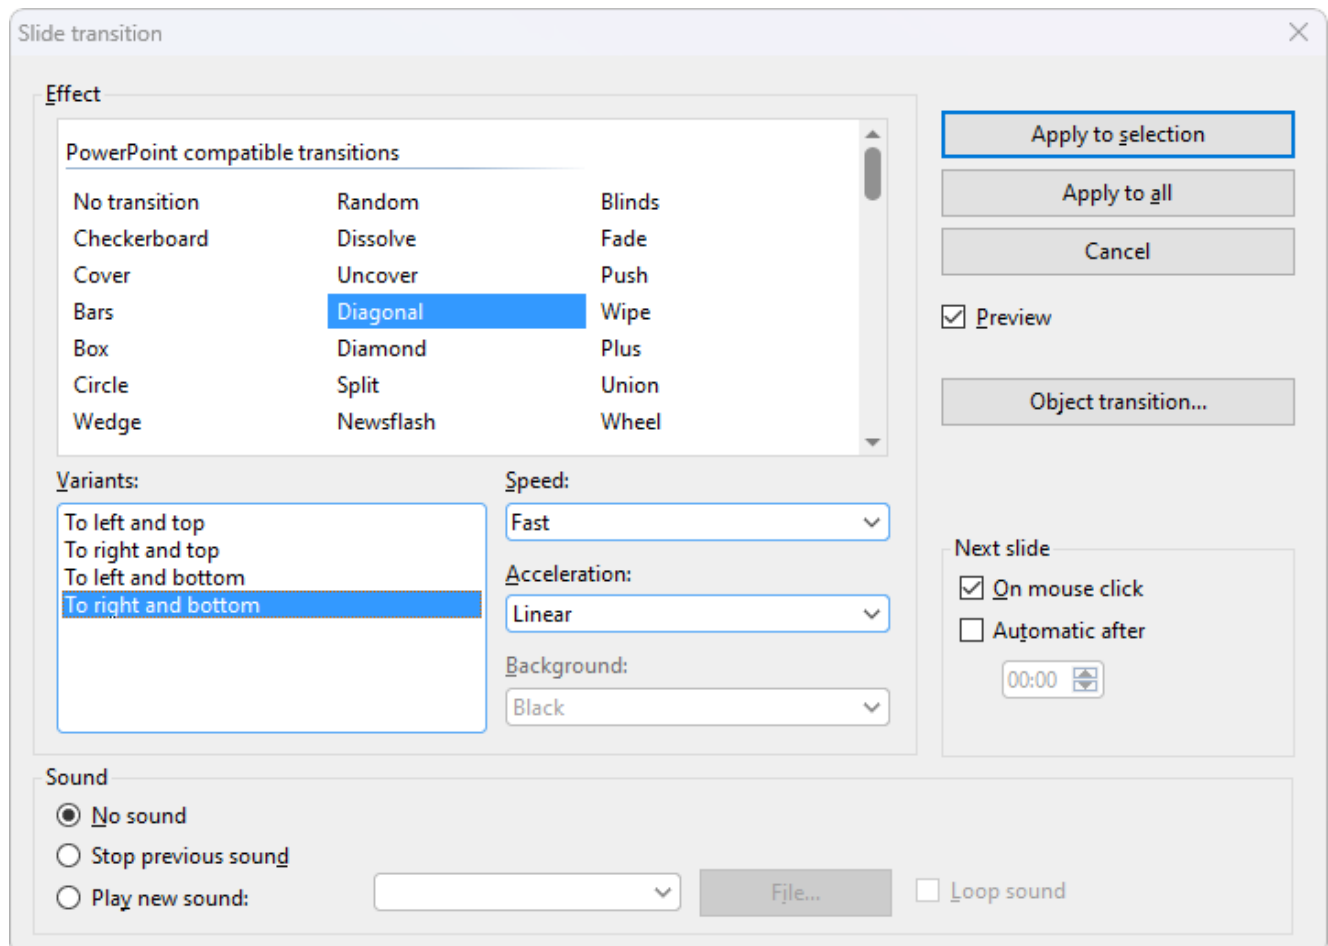 Slide transition
Effect
PowerPoint compatible transitions
No transition Random Blinds
Checkerboard Dissolve Fade
Cover Uncover Push
Bars Diagonal Wipe
Box Diamond Plus
Circle Split Union
Wedge Newsflash Wheel
Variants:
To left and top
To right and top
To left and bottom
To right and bottom
Speed:
Fast
Acceleration:
Linear
Background:
Black
Apply to selection
Apply to all
Cancel
Preview
Object transition...
Next slide
On mouse click
Automatic after
00:00
Sound
No sound
Stop previous sound
Play new sound:
File...
Loop sound